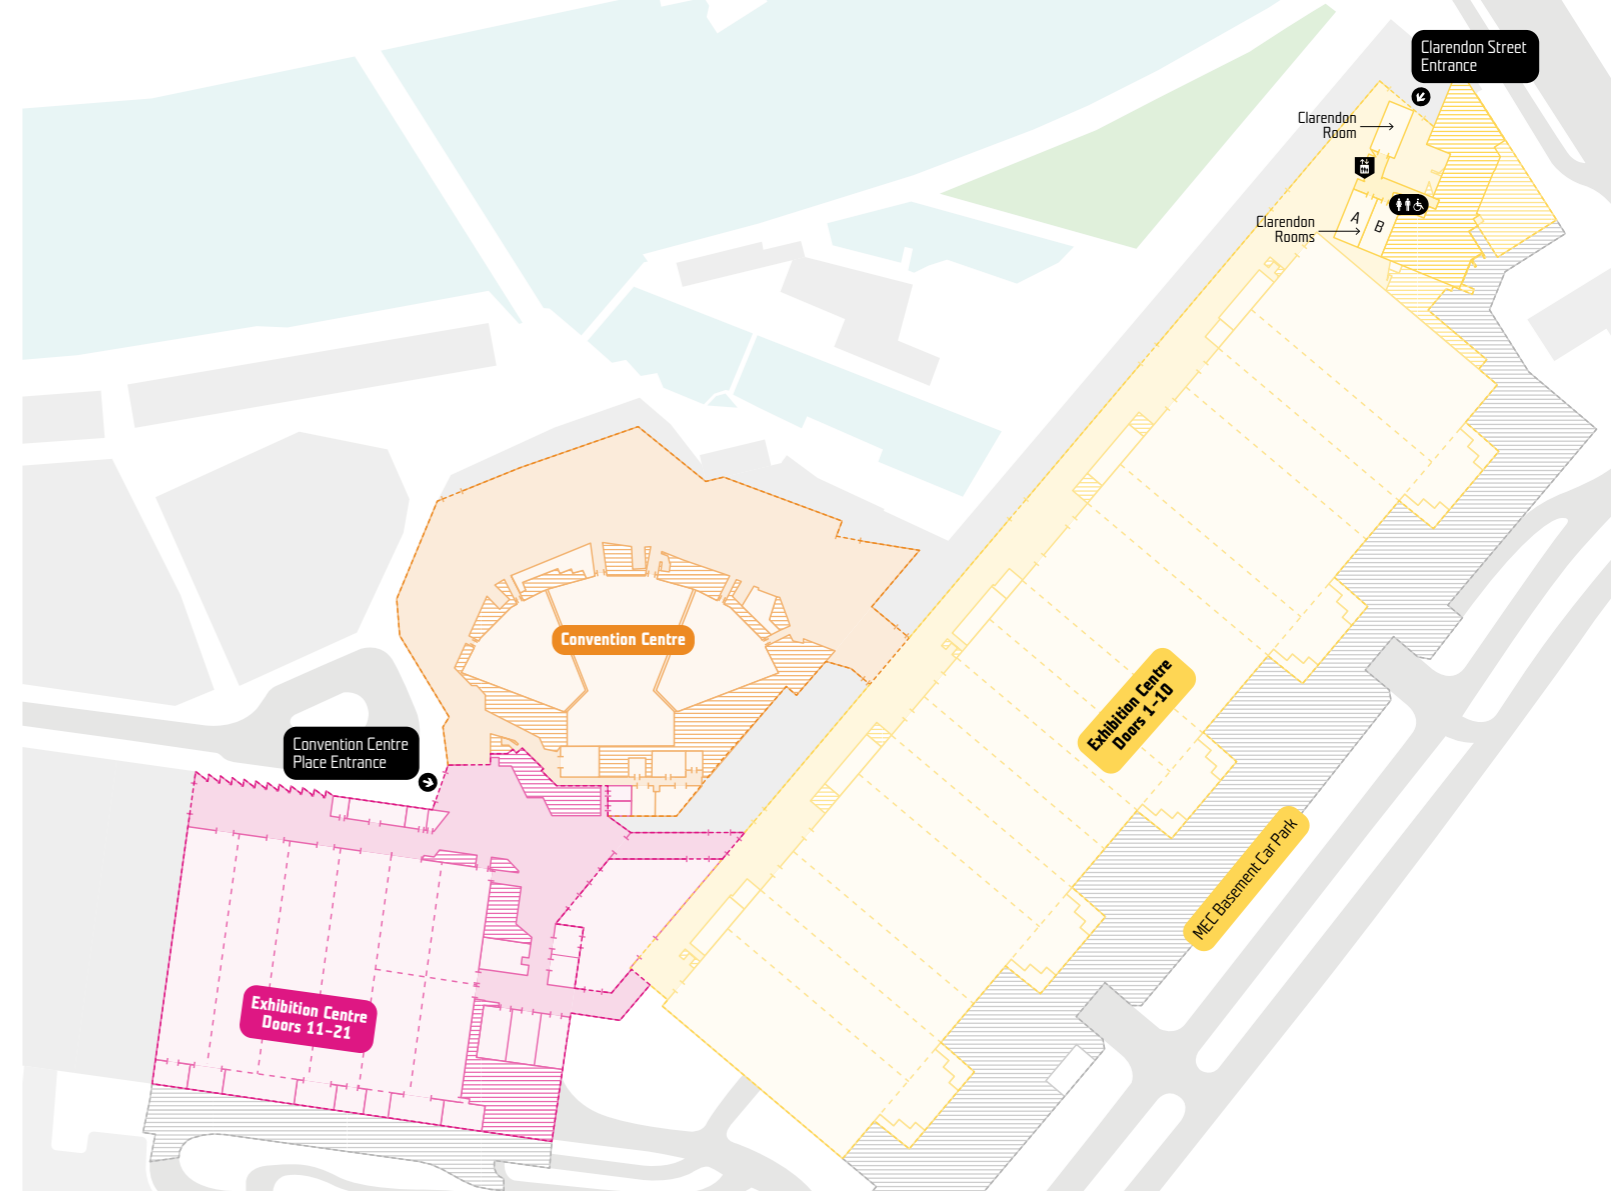 Clarendon Street
Entrance
Clarendon
Room
Clarendon
Rooms
A
B
Convention Centre
Exhibition Centre
Doors 1-10
Convention Centre
Place Entrance
MEC Basement Car Park
Exhibition Centre
Doors 11-21